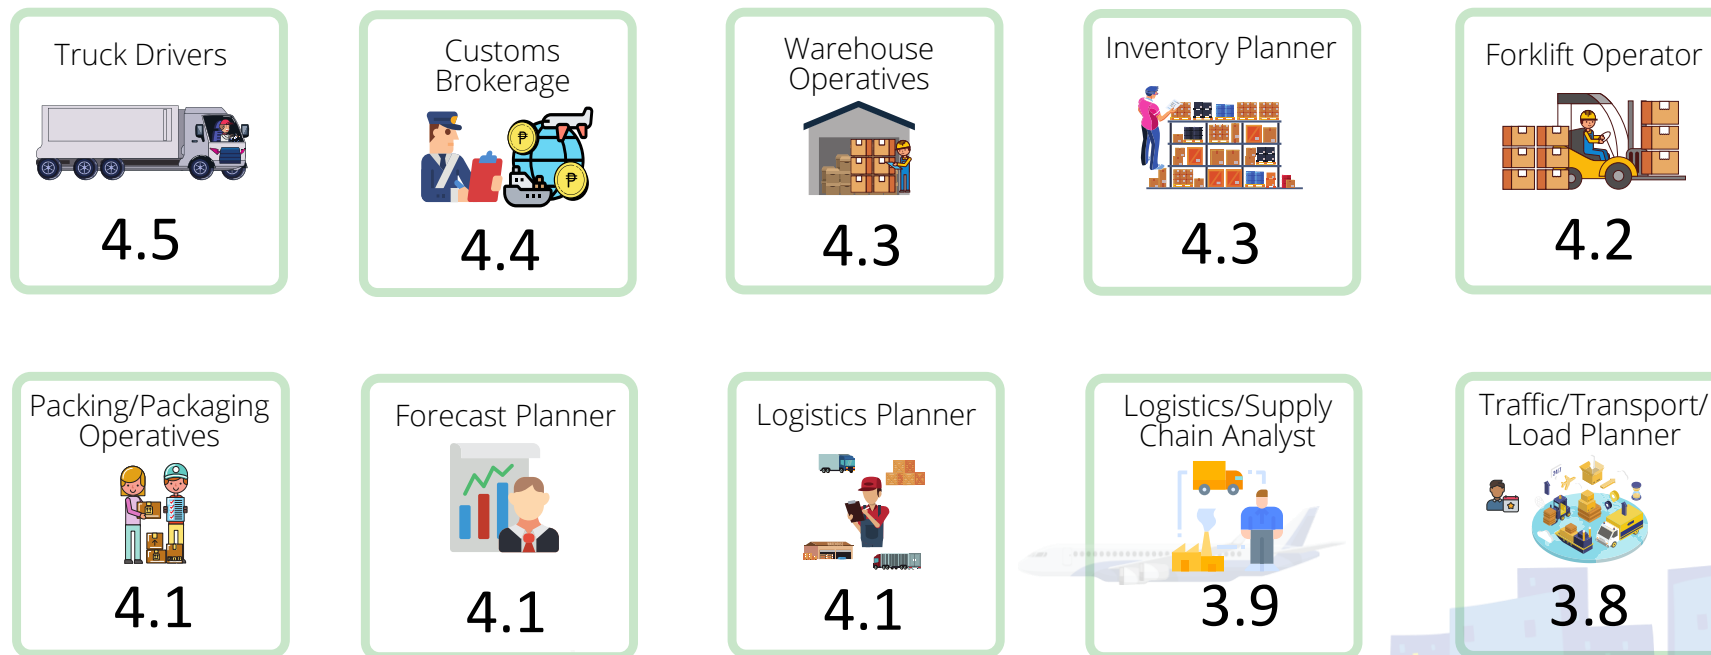 Truck Drivers
4.5
Customs
Brokerage
4.4
Warehouse
Operatives
4.3
Inventory Planner
4.3
Forklift Operator
4.2
Packing/Packaging
Operatives
4.1
Forecast Planner
4.1
Logistics Planner
4.1
Logistics/Supply
Chain Analyst
3.9
Traffic/Transport/
Load Planner
3.8